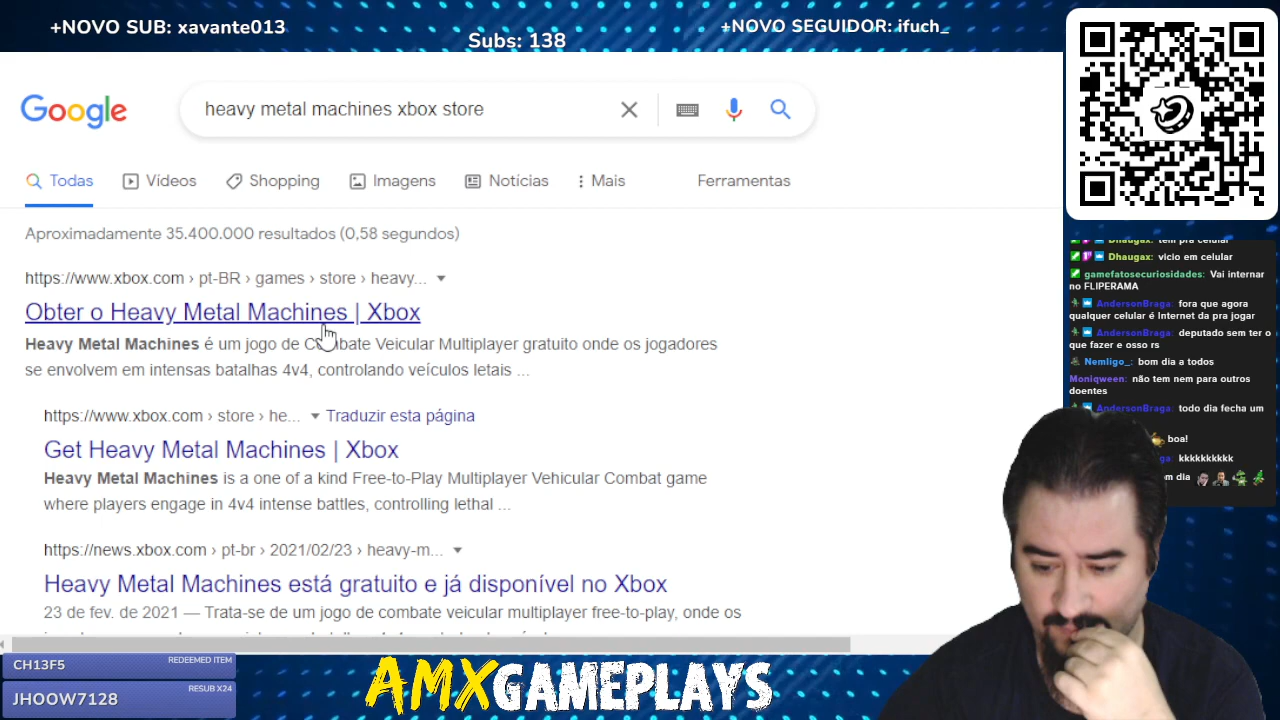 +NOVO SUB: xavante013
Subs: 138
+NOVO SEGUIDOR: ifuch_
Google
heavy metal machines xbox store
Todas
Vídeos
Shopping
Imagens
Notícias
Mais
Ferramentas
Aproximadamente 35.400.000 resultados (0,58 segundos)
https://www.xbox.com › pt-BR › games › store › heavy...
Obter o Heavy Metal Machines | Xbox
Heavy Metal Machines é um jogo de Combate Veicular Multiplayer gratuito onde os jogadores
se envolvem em intensas batalhas 4v4, controlando veículos letais ...
https://www.xbox.com › store › he... Traduzir esta página
Get Heavy Metal Machines | Xbox
Heavy Metal Machines is a one of a kind Free-to-Play Multiplayer Vehicular Combat game
where players engage in 4v4 intense battles, controlling lethal ...
https://news.xbox.com › pt-br › 2021/02/23 › heavy-m...
Heavy Metal Machines está gratuito e já disponível no Xbox
23 de fev. de 2021 — Trata-se de um jogo de combate veicular multiplayer free-to-play, onde os
Dhaugax: tem pra celular
Dhaugax: vicio em celular
gamefatosecuriosidades: Vai internar
no FLIPERAMA
AndersonBraga: fora que agora
qualquer celular é Internet da pra jogar
AndersonBraga: deputado sem ter o
que fazer e osso rs
Nemligo_: bom dia a todos
Moniqween: não tem nem para outros
doentes
AndersonBraga: todo dia fecha um
boa!
ga: kkkkkkkkkk
m dia
CH13F5
REDEEMED ITEM
JHOOW7128
RESUB X24
AMXGAMEPLAYS